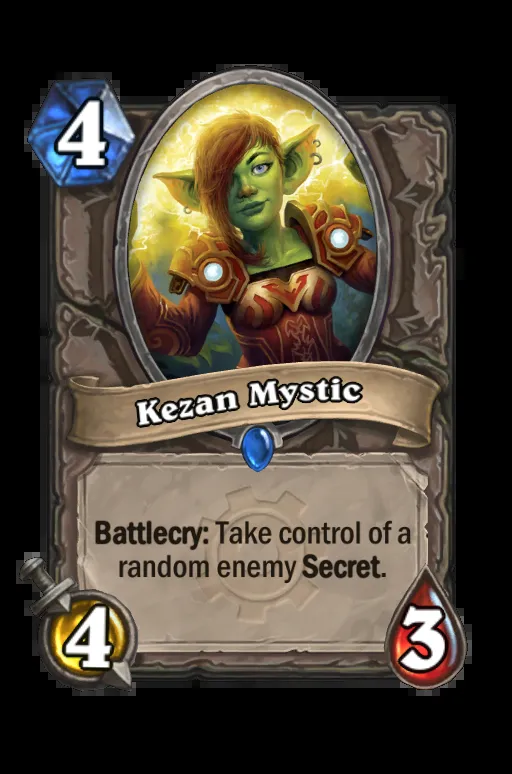 4
Kezan Mystic
Battlecry: Take control of a
random enemy Secret.
4
3